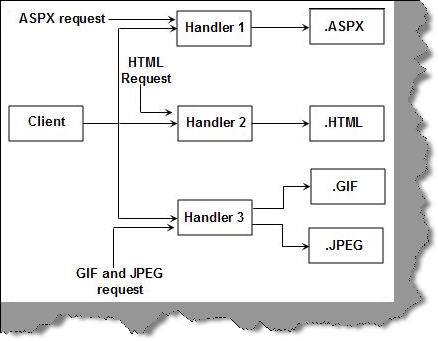 ASPX request
Handler 1
.ASPX
HTML
Request
Client
Handler 2
.HTML
.GIF
Handler 3
.JPEG
GIF and JPEG
request